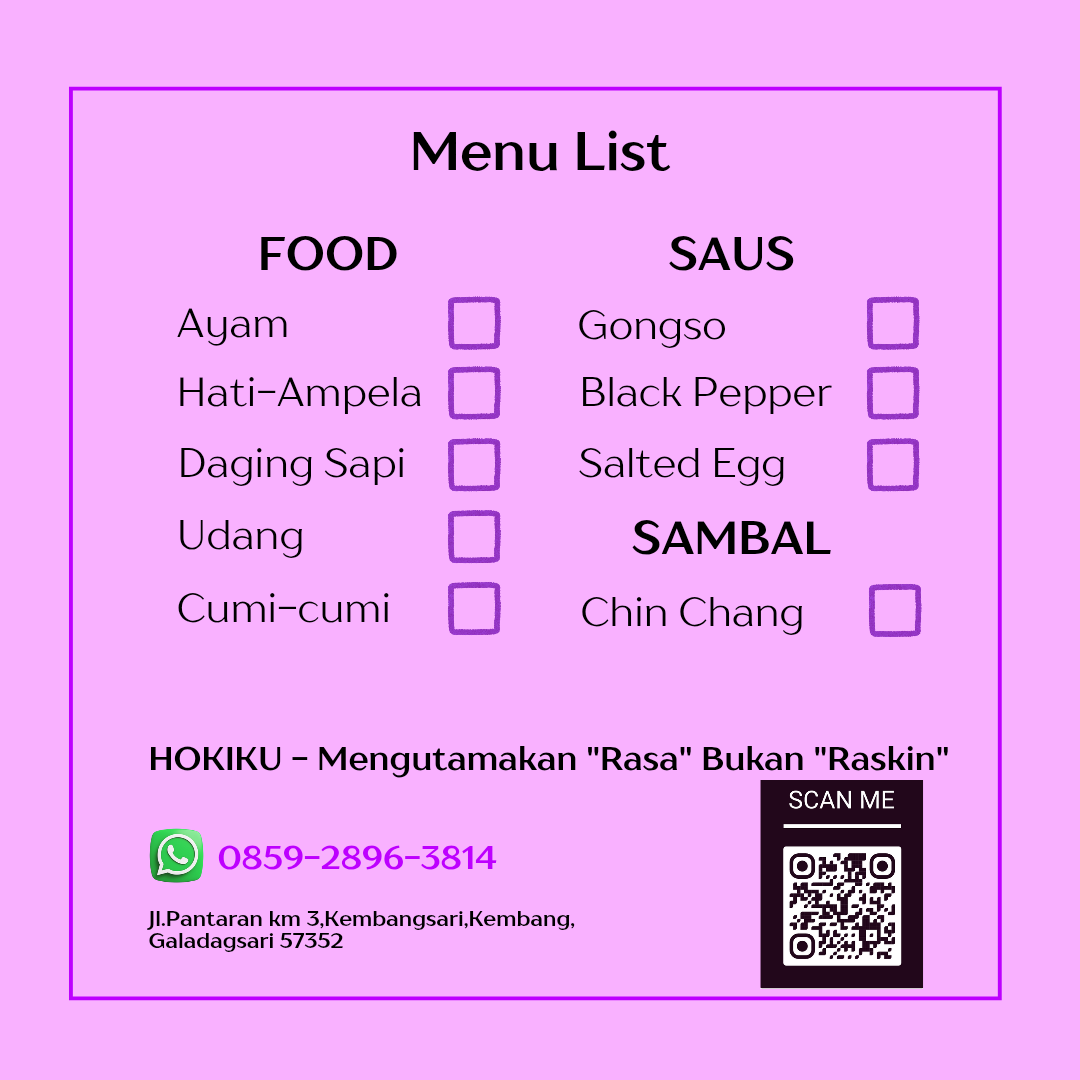 Menu List
FOOD
Ayam
Hati-Ampela
Daging Sapi
Udang
Cumi-cumi
SAUS
Gongso
Black Pepper
Salted Egg
SAMBAL
Chin Chang
HOKIKU - Mengutamakan "Rasa" Bukan "Raskin"
SCAN ME
0859-2896-3814
Jl.Pantaran km 3,Kembangsari,Kembang,
Galadagsari 57352